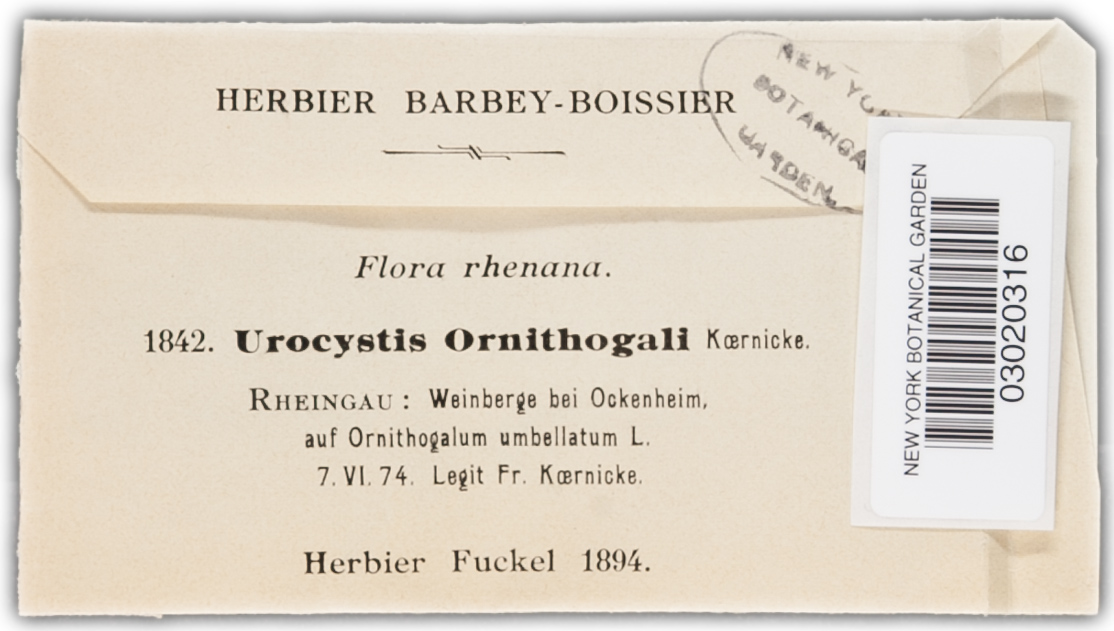 HERBIER BARBEY-BOISSIER
NEW YORK
BOTANICAL
GARDEN
Flora rhenana.
1842. Urocystis Ornithogali Kœrnicke.
RHEINGAU : Weinberge bei Ockenheim,
auf Ornithogalum umbellatum L.
7. VI. 74. Legit Fr. Kœrnicke.
Herbier Fuckel 1894.
NEW YORK BOTANICAL GARDEN
03020316